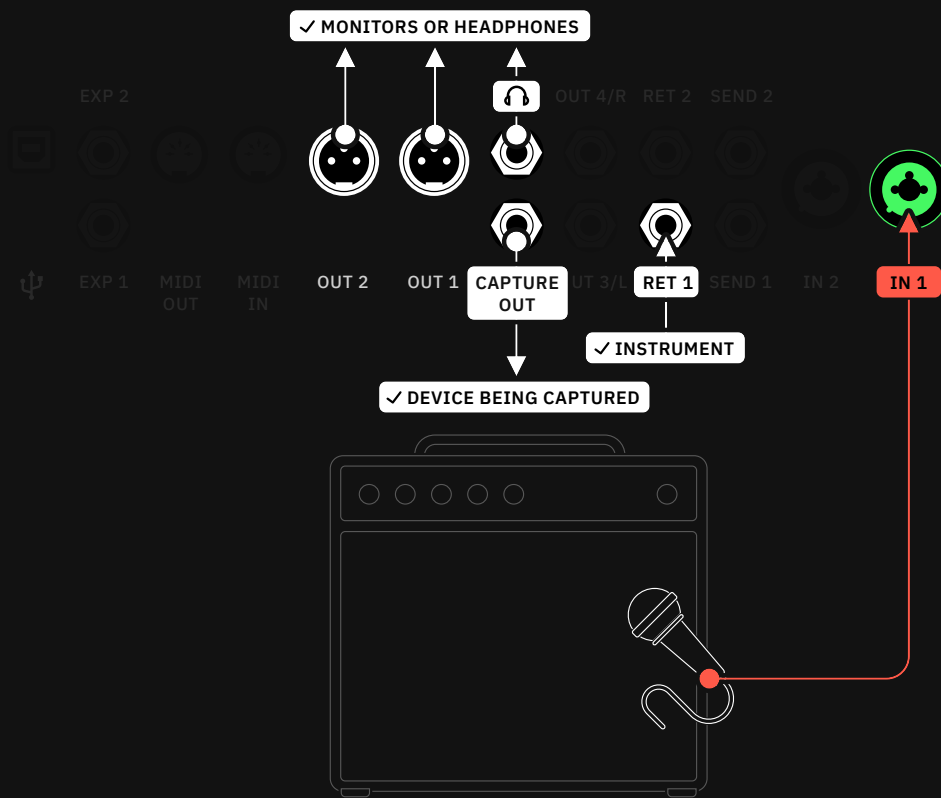 ✓ MONITORS OR HEADPHONES
EXP 2
OUT 4/R
RET 2
SEND 2
EXP 1
MIDI
OUT
MIDI
IN
OUT 2
OUT 1
CAPTURE
OUT
UT 3/L
RET 1
SEND 1
IN 2
IN 1
✓ INSTRUMENT
✓ DEVICE BEING CAPTURED